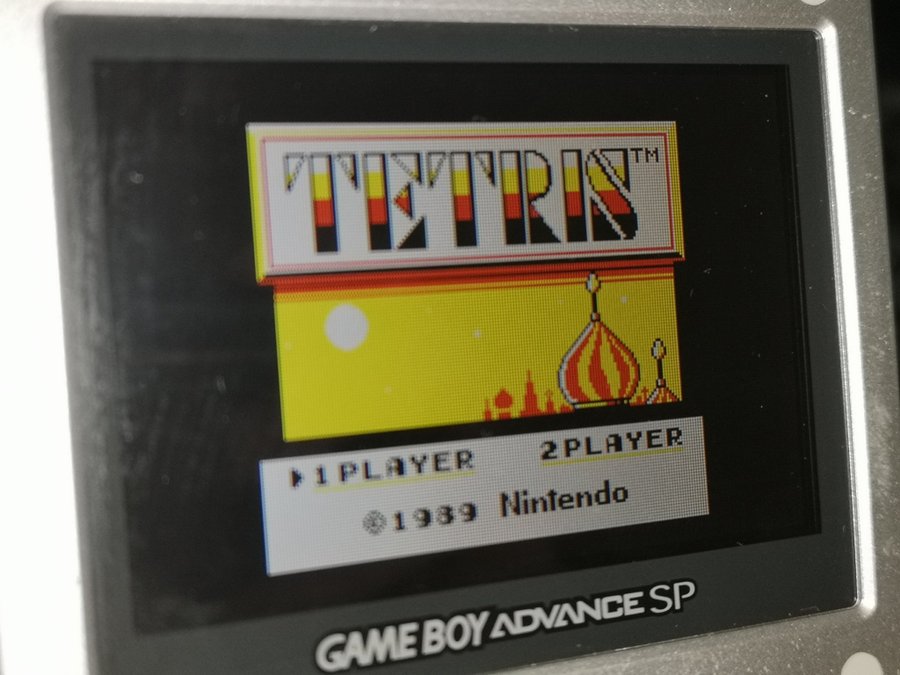 TETRIS™
▶1PLAYER 2PLAYER
©1989 Nintendo
GAME BOY ADVANCE SP